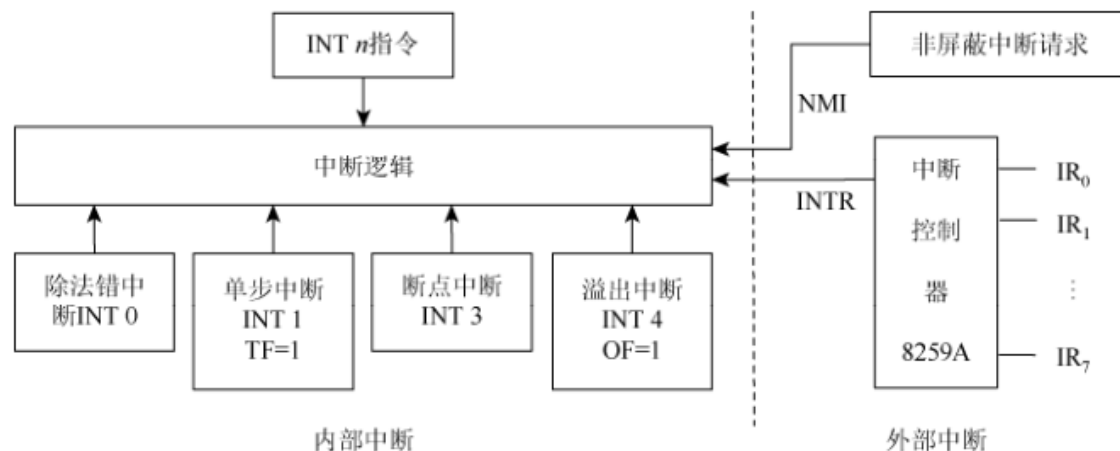 INT n指令
非屏蔽中断请求
NMI
中断逻辑
INTR
中断
控制
器
8259A
IR₀
IR₁
⋮
IR₇
除法错中
断INT 0
单步中断
INT 1
TF=1
断点中断
INT 3
溢出中断
INT 4
OF=1
内部中断
外部中断